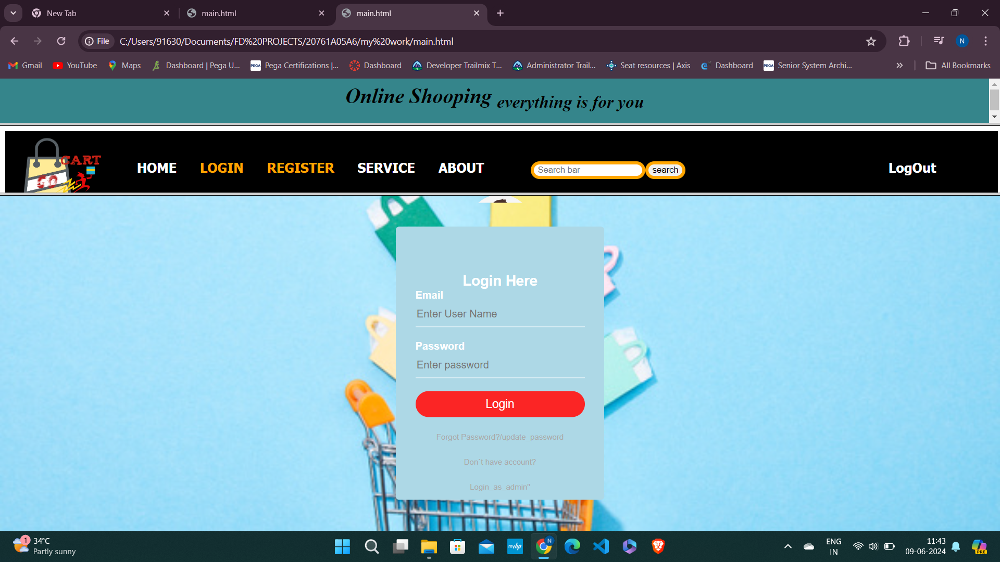 New Tab
main.html
main.html
File
C:/Users/91630/Documents/FD%20PROJECTS/20761A05A6/my%20work/main.html
N
Gmail
YouTube
Maps
Dashboard | Pega U...
PEGA Pega Certifications |...
Dashboard
Developer Trailmix T...
Administrator Trail...
Seat resources | Axis
Dashboard
PEGA Senior System Archi...
All Bookmarks
Online Shooping everything is for you
CART
GO
HOME LOGIN REGISTER SERVICE ABOUT
Search bar
search
LogOut
Login Here
Email
Enter User Name
Password
Enter password
Login
Forgot Password?/update_password
Don`t have account?
Login_as_admin"
1
34°C
Partly sunny
myhp
N
ENG
IN
11:43
09-06-2024
PRE